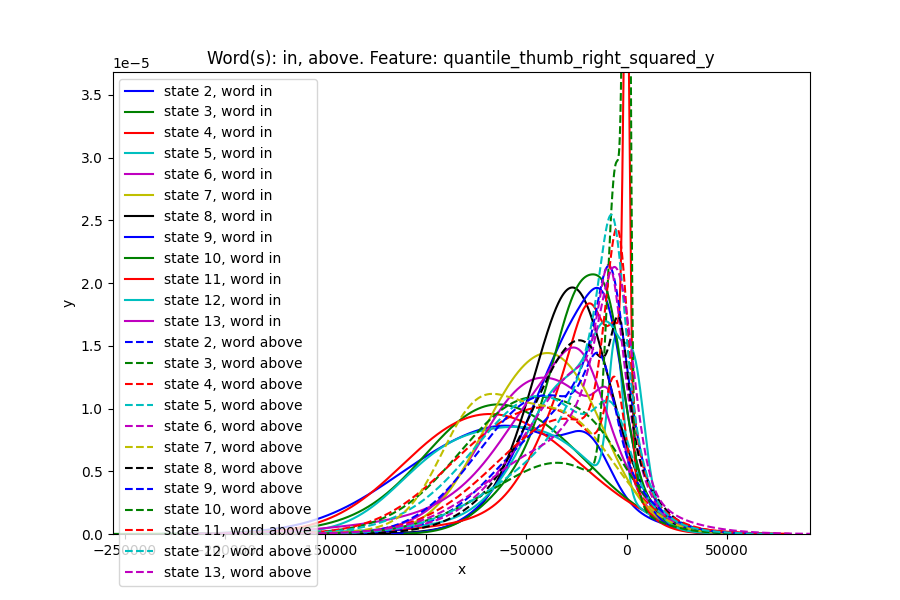 Word(s): in, above. Feature: quantile_thumb_right_squared_y
1e−5
3.5
3.0
2.5
2.0
1.5
1.0
0.5
0.0
y
state 2, word in
state 3, word in
state 4, word in
state 5, word in
state 6, word in
state 7, word in
state 8, word in
state 9, word in
state 10, word in
state 11, word in
state 12, word in
state 13, word in
state 2, word above
state 3, word above
state 4, word above
state 5, word above
state 6, word above
state 7, word above
state 8, word above
state 9, word above
state 10, word above
state 11, word above
state 12, word above
state 13, word above
−250000 −200000 −150000 −100000 −50000 0 50000
x